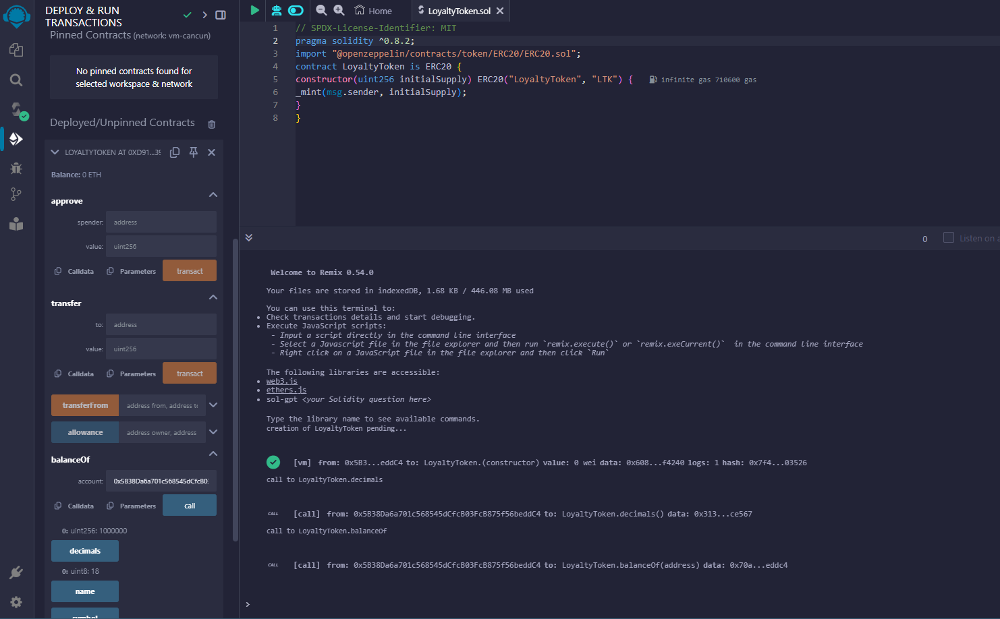 DEPLOY & RUN
TRANSACTIONS
Pinned Contracts (network: vm-cancun)
No pinned contracts found for
selected workspace & network
Deployed/Unpinned Contracts
LOYALTYTOKEN AT 0XD91...39
Balance: 0 ETH
approve
spender: address
value: uint256
Calldata Parameters transact
transfer
to: address
value: uint256
Calldata Parameters transact
transferFrom address from, address to
allowance address owner, address
balanceOf
account: 0x5B38Da6a701c568545dCfcB03
Calldata Parameters call
0: uint256: 1000000
decimals
0: uint8: 18
name
symbol
Home LoyaltyToken.sol
1 // SPDX-License-Identifier: MIT
2 pragma solidity ^0.8.2;
3 import "@openzeppelin/contracts/token/ERC20/ERC20.sol";
4 contract LoyaltyToken is ERC20 {
5 constructor(uint256 initialSupply) ERC20("LoyaltyToken", "LTK") { infinite gas 710600 gas
6 _mint(msg.sender, initialSupply);
7 }
8 }
0 Listen on a
Welcome to Remix 0.54.0
Your files are stored in indexedDB, 1.68 KB / 446.08 MB used
You can use this terminal to:
• Check transactions details and start debugging.
• Execute JavaScript scripts:
- Input a script directly in the command line interface
- Select a Javascript file in the file explorer and then run `remix.execute()` or `remix.exeCurrent()` in the command line interface
- Right click on a JavaScript file in the file explorer and then click `Run`
The following libraries are accessible:
• web3.js
• ethers.js
• sol-gpt <your Solidity question here>
Type the library name to see available commands.
creation of LoyaltyToken pending...
[vm] from: 0x5B3...eddC4 to: LoyaltyToken.(constructor) value: 0 wei data: 0x608...f4240 logs: 1 hash: 0x7f4...03526
call to LoyaltyToken.decimals
CALL [call] from: 0x5B38Da6a701c568545dCfcB03FcB875f56beddC4 to: LoyaltyToken.decimals() data: 0x313...ce567
call to LoyaltyToken.balanceOf
CALL [call] from: 0x5B38Da6a701c568545dCfcB03FcB875f56beddC4 to: LoyaltyToken.balanceOf(address) data: 0x70a...eddc4
>